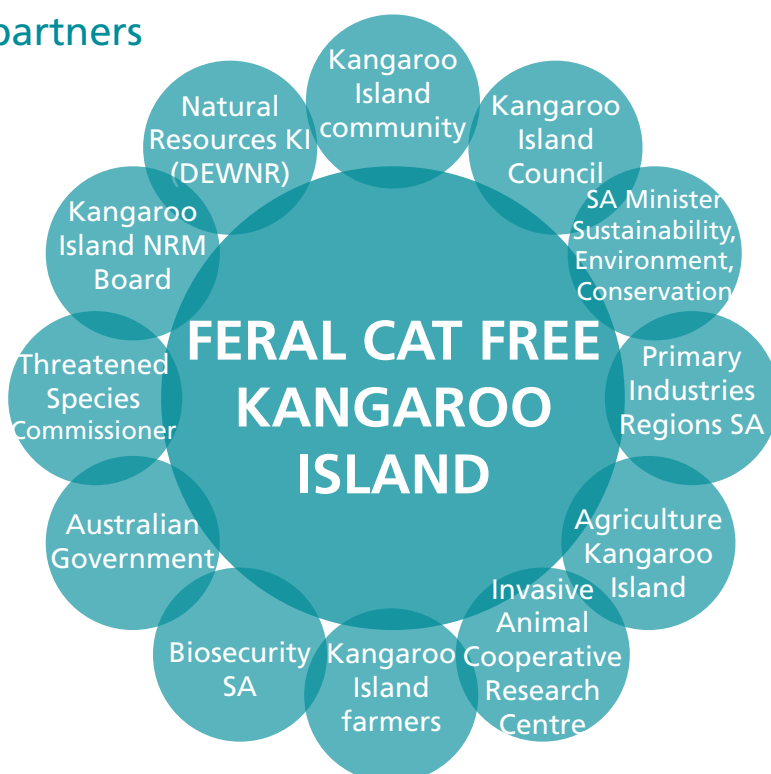 partners
Kangaroo
Island
community
Kangaroo
Island
Council
SA Minister
Sustainability,
Environment,
Conservation
Primary
Industries
Regions SA
Agriculture
Kangaroo
Island
Invasive
Animal
Cooperative
Research
Centre
Kangaroo
Island
farmers
Biosecurity
SA
Australian
Government
Threatened
Species
Commissioner
Kangaroo
Island NRM
Board
Natural
Resources KI
(DEWNR)
FERAL CAT FREE
KANGAROO
ISLAND